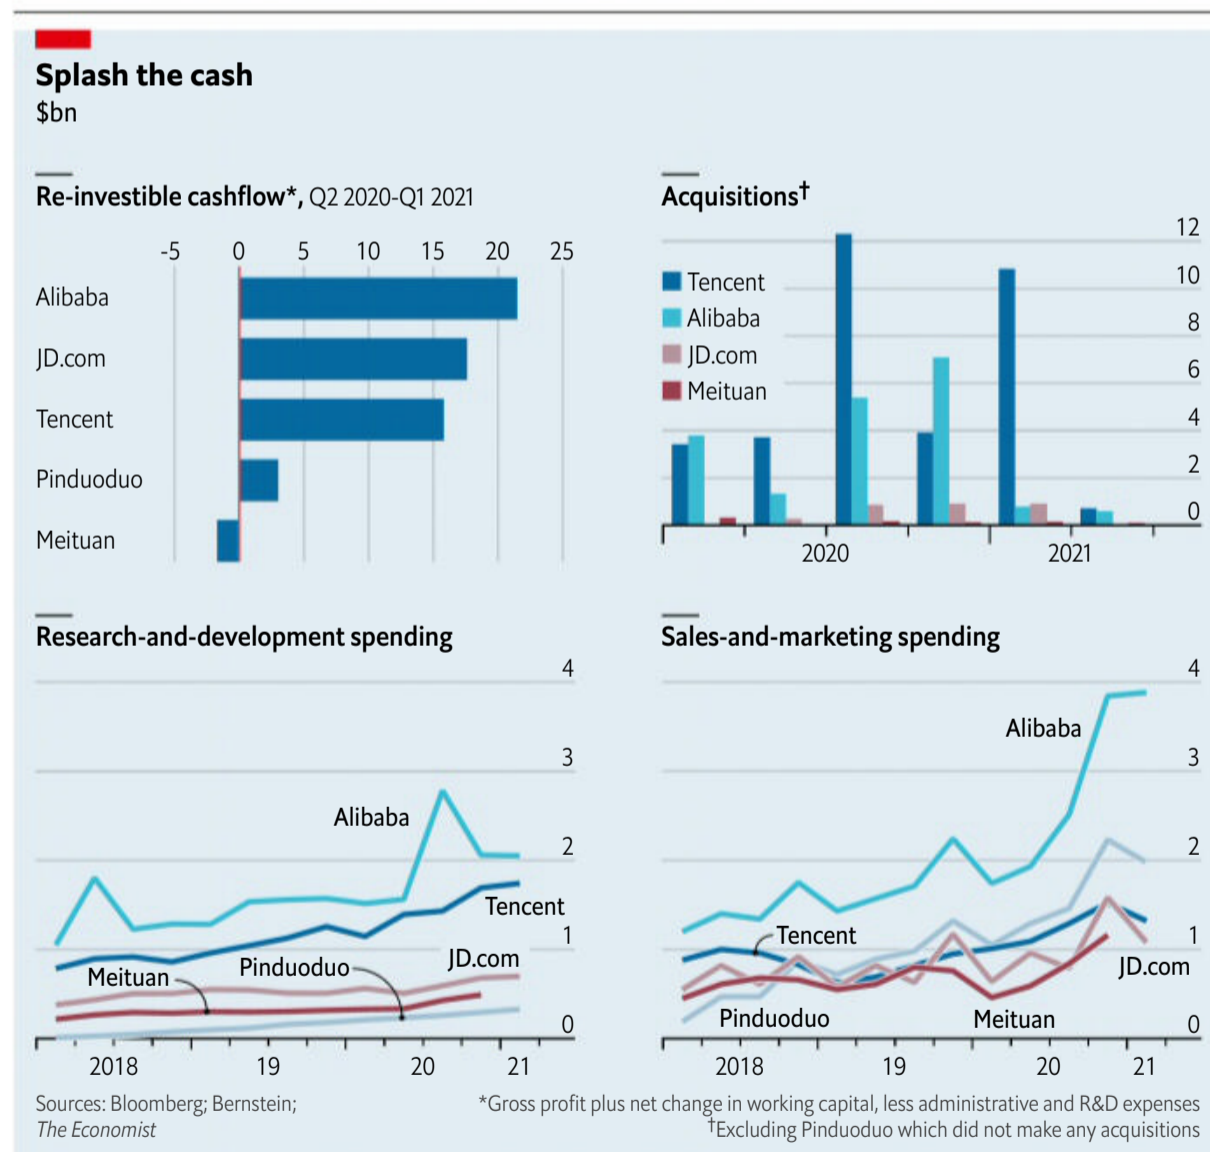 Splash the cash
$bn
Re-investible cashflow*, Q2 2020-Q1 2021
-5 0 5 10 15 20 25
Alibaba
JD.com
Tencent
Pinduoduo
Meituan
Acquisitions†
12
10
8
6
4
2
0
Tencent
Alibaba
JD.com
Meituan
2020 2021
Research-and-development spending
4
3
2
1
0
Alibaba
Tencent
JD.com
Meituan
Pinduoduo
2018 19 20 21
Sales-and-marketing spending
4
3
2
1
0
Alibaba
Tencent
JD.com
Pinduoduo
Meituan
2018 19 20 21
Sources: Bloomberg; Bernstein;
The Economist
*Gross profit plus net change in working capital, less administrative and R&D expenses
†Excluding Pinduoduo which did not make any acquisitions